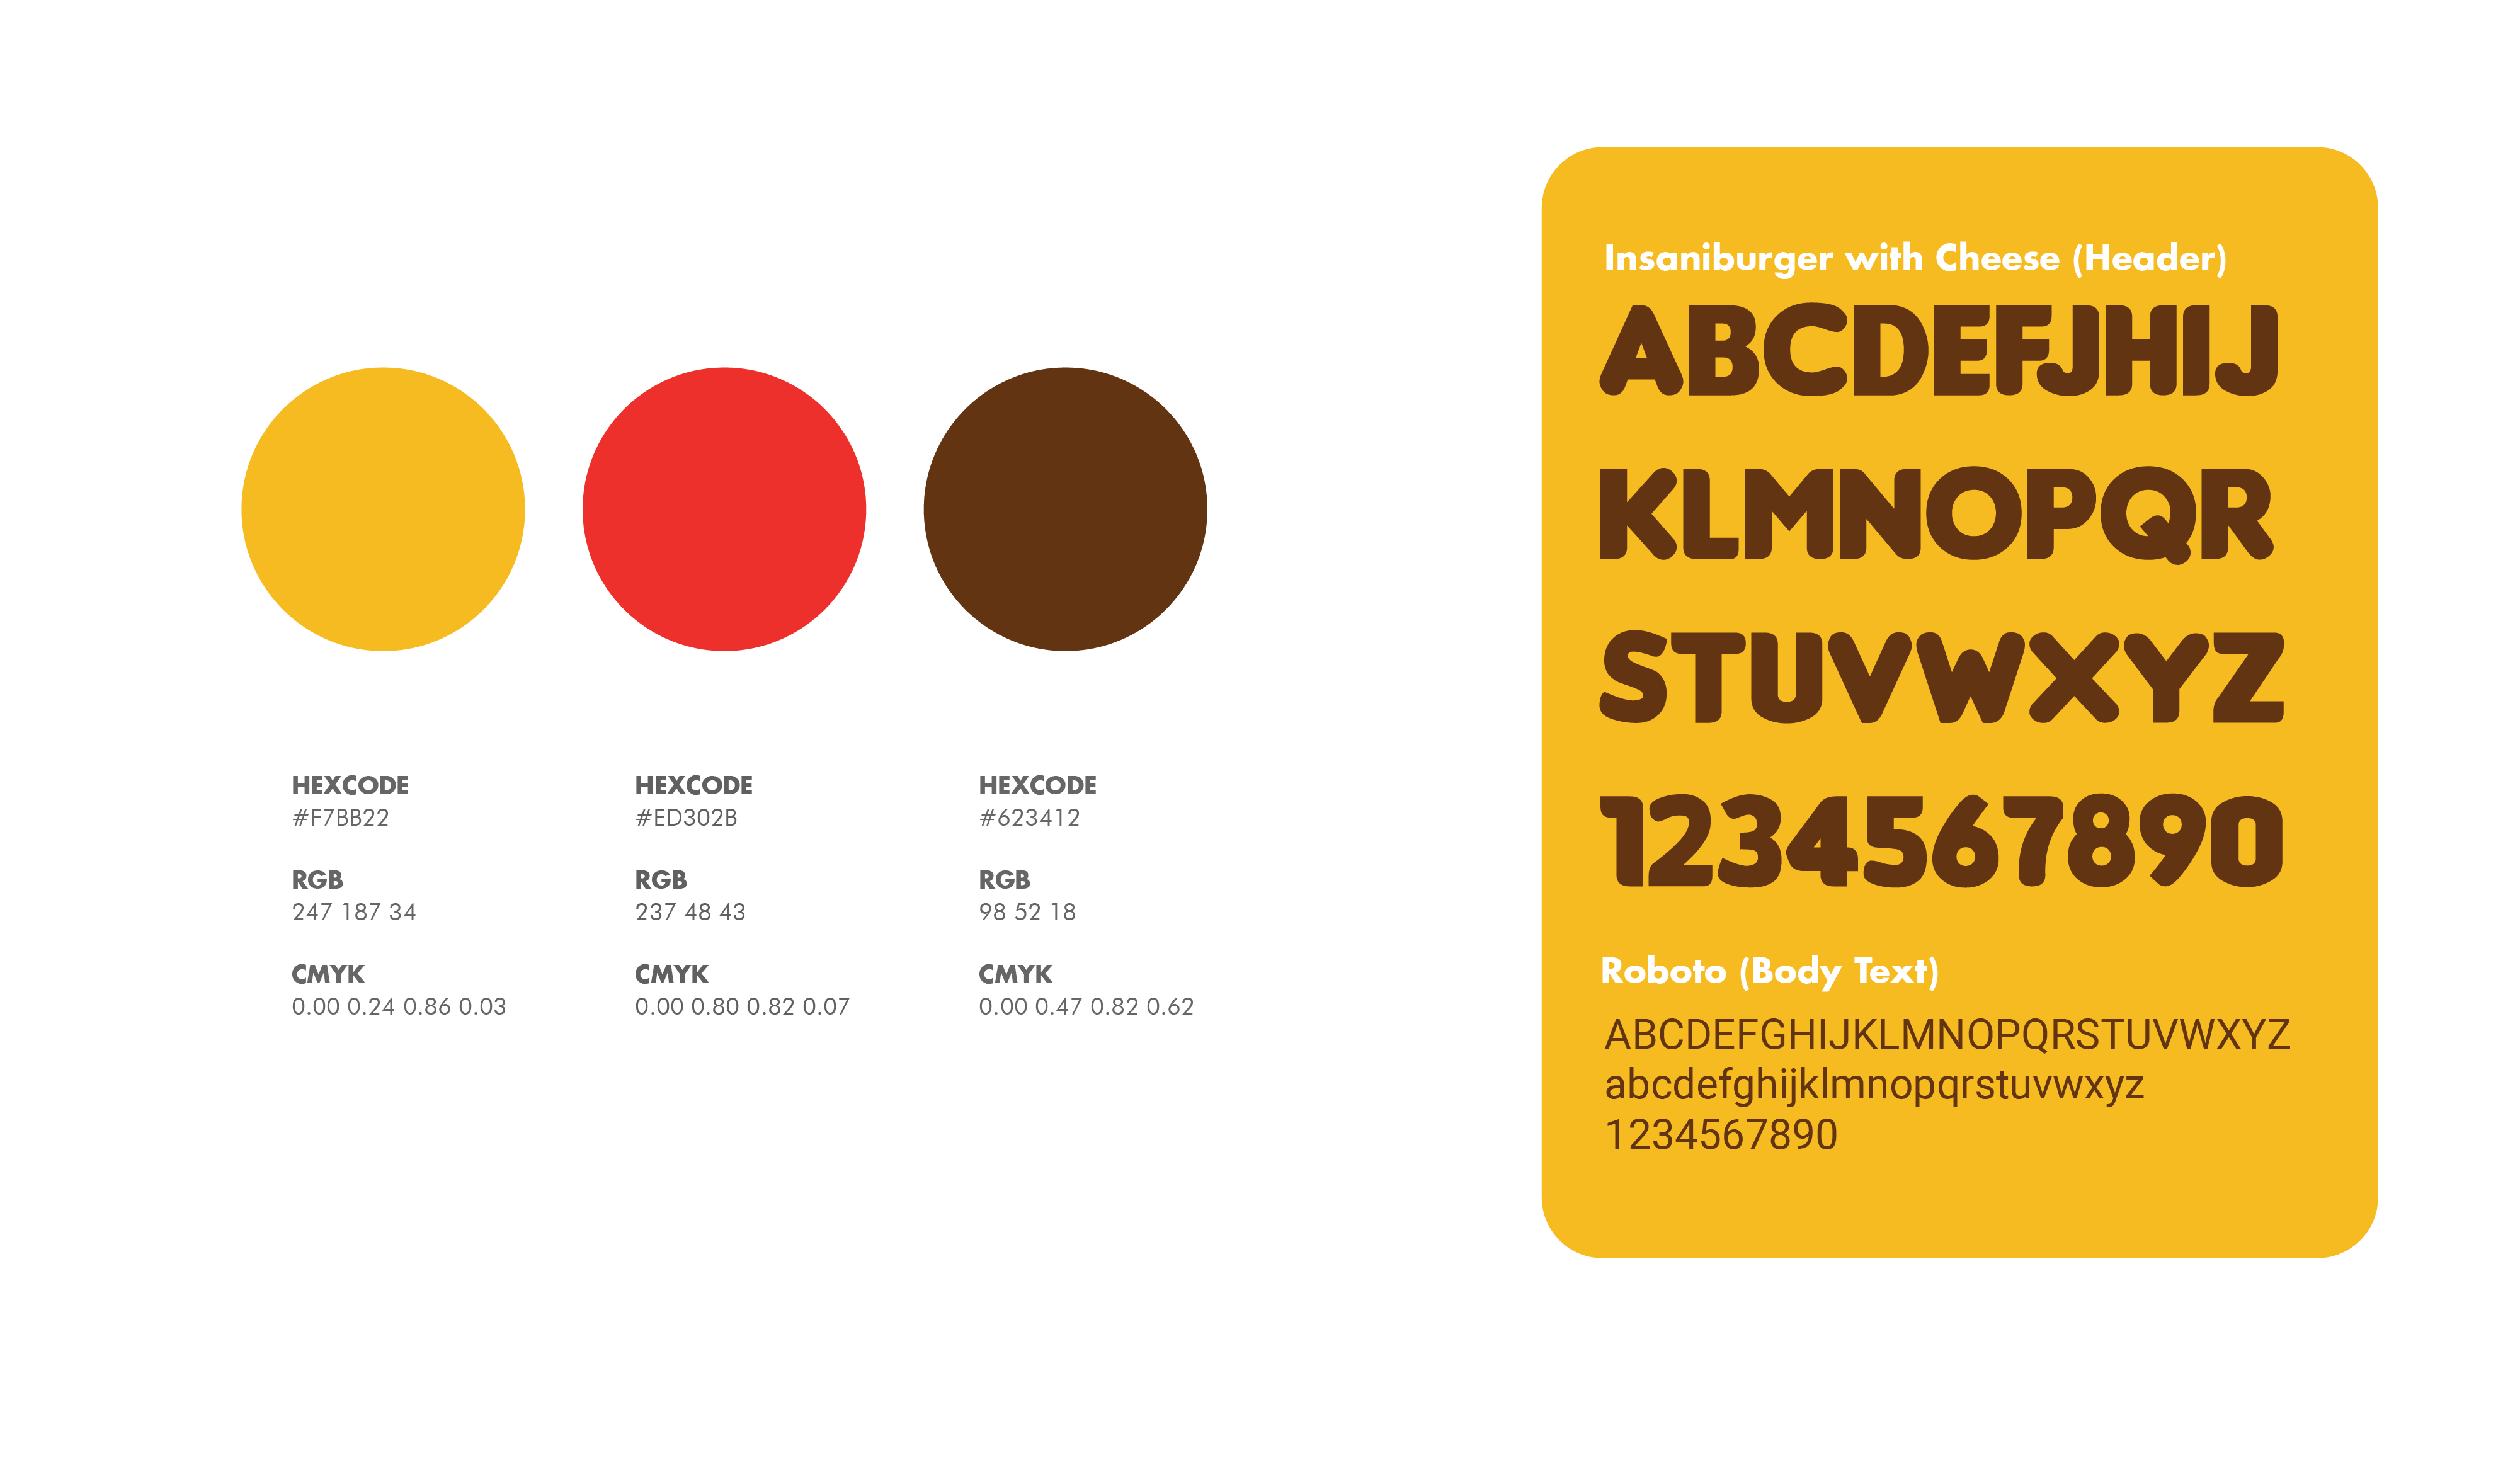 HEXCODE
#F7BB22
RGB
247 187 34
CMYK
0.00 0.24 0.86 0.03
HEXCODE
#ED302B
RGB
237 48 43
CMYK
0.00 0.80 0.82 0.07
HEXCODE
#623412
RGB
98 52 18
CMYK
0.00 0.47 0.82 0.62
Insaniburger with Cheese (Header)
ABCDEFJHIJ
KLMNOPQR
STUVWXYZ
1234567890
Roboto (Body Text)
ABCDEFGHIJKLMNOPQRSTUVWXYZ
abcdefghijklmnopqrstuvwxyz
1234567890